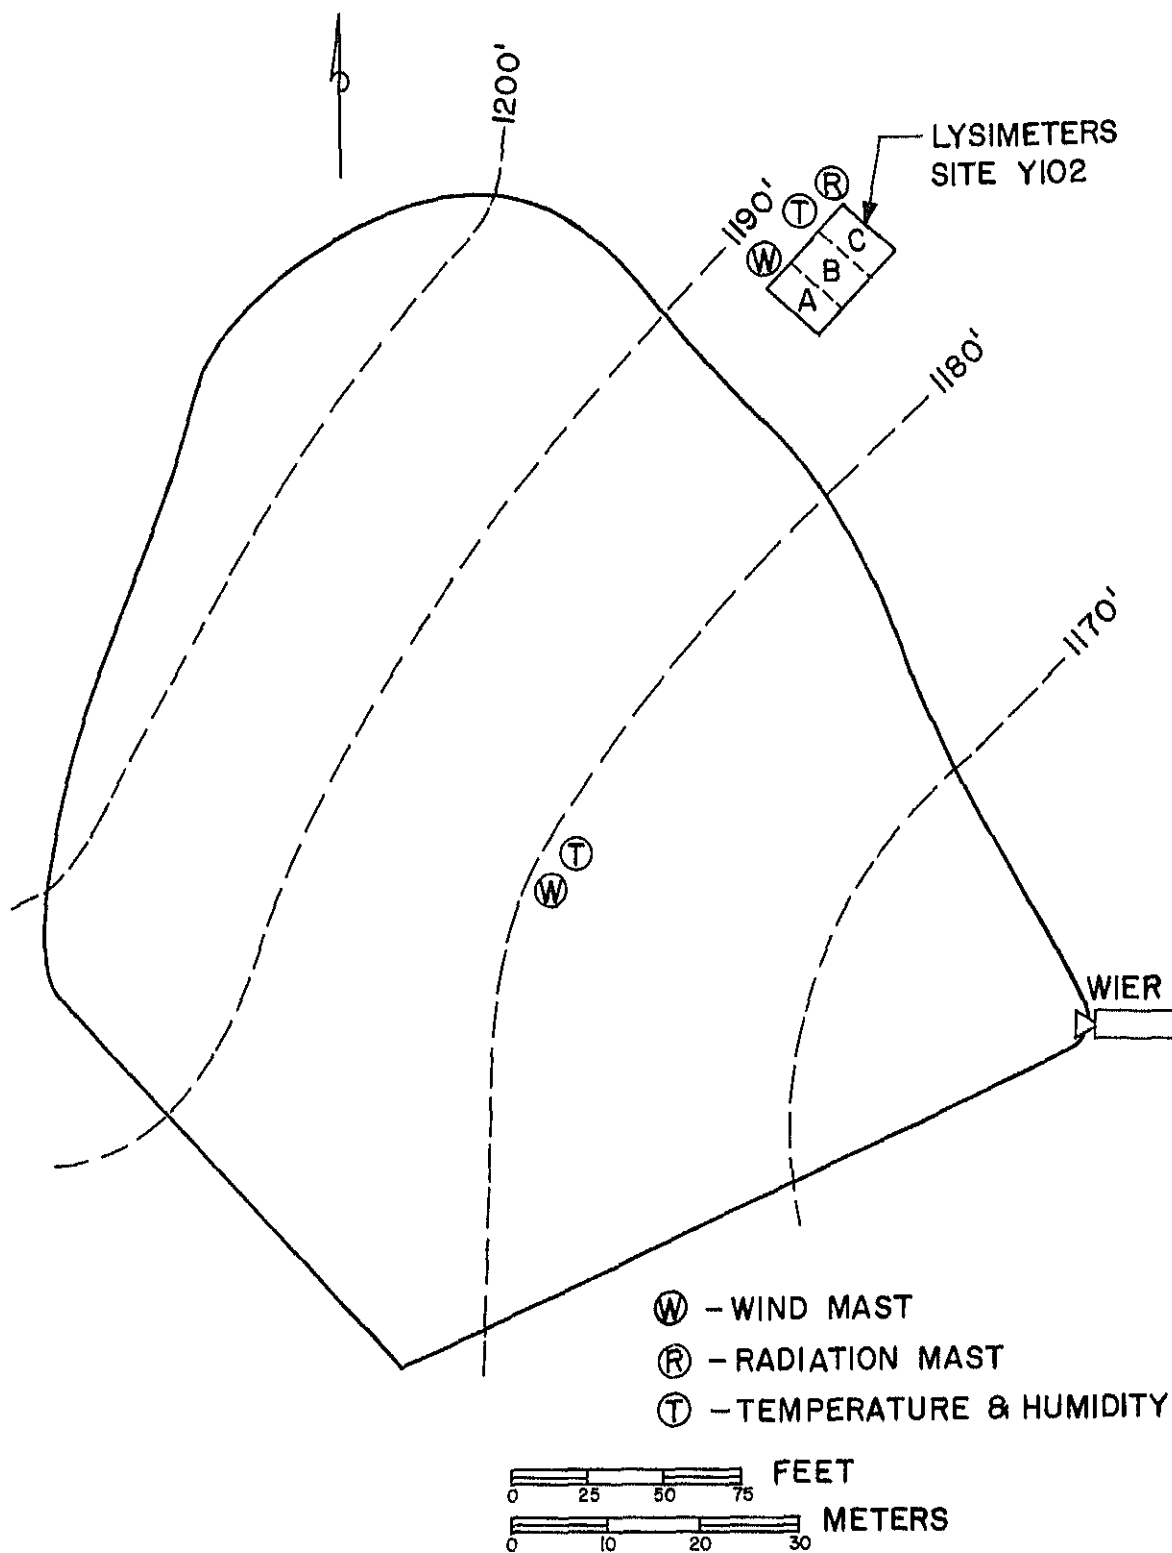 1200'
LYSIMETERS
SITE Y102
1190'
R
T
W
C
B
A
1180'
1170'
T
W
WIER
W - WIND MAST
R - RADIATION MAST
T - TEMPERATURE & HUMIDITY
FEET
0 25 50 75
METERS
0 10 20 30